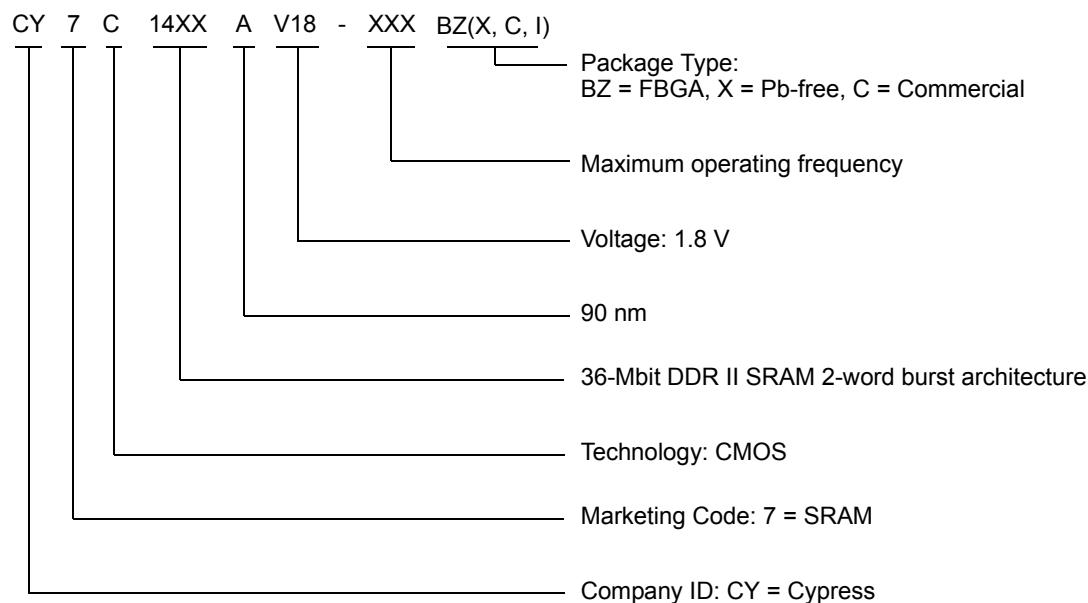 CY 7 C 14XX A V18 - XXX BZ(X, C, I)
Package Type:
BZ = FBGA, X = Pb-free, C = Commercial
Maximum operating frequency
Voltage: 1.8 V
90 nm
36-Mbit DDR II SRAM 2-word burst architecture
Technology: CMOS
Marketing Code: 7 = SRAM
Company ID: CY = Cypress